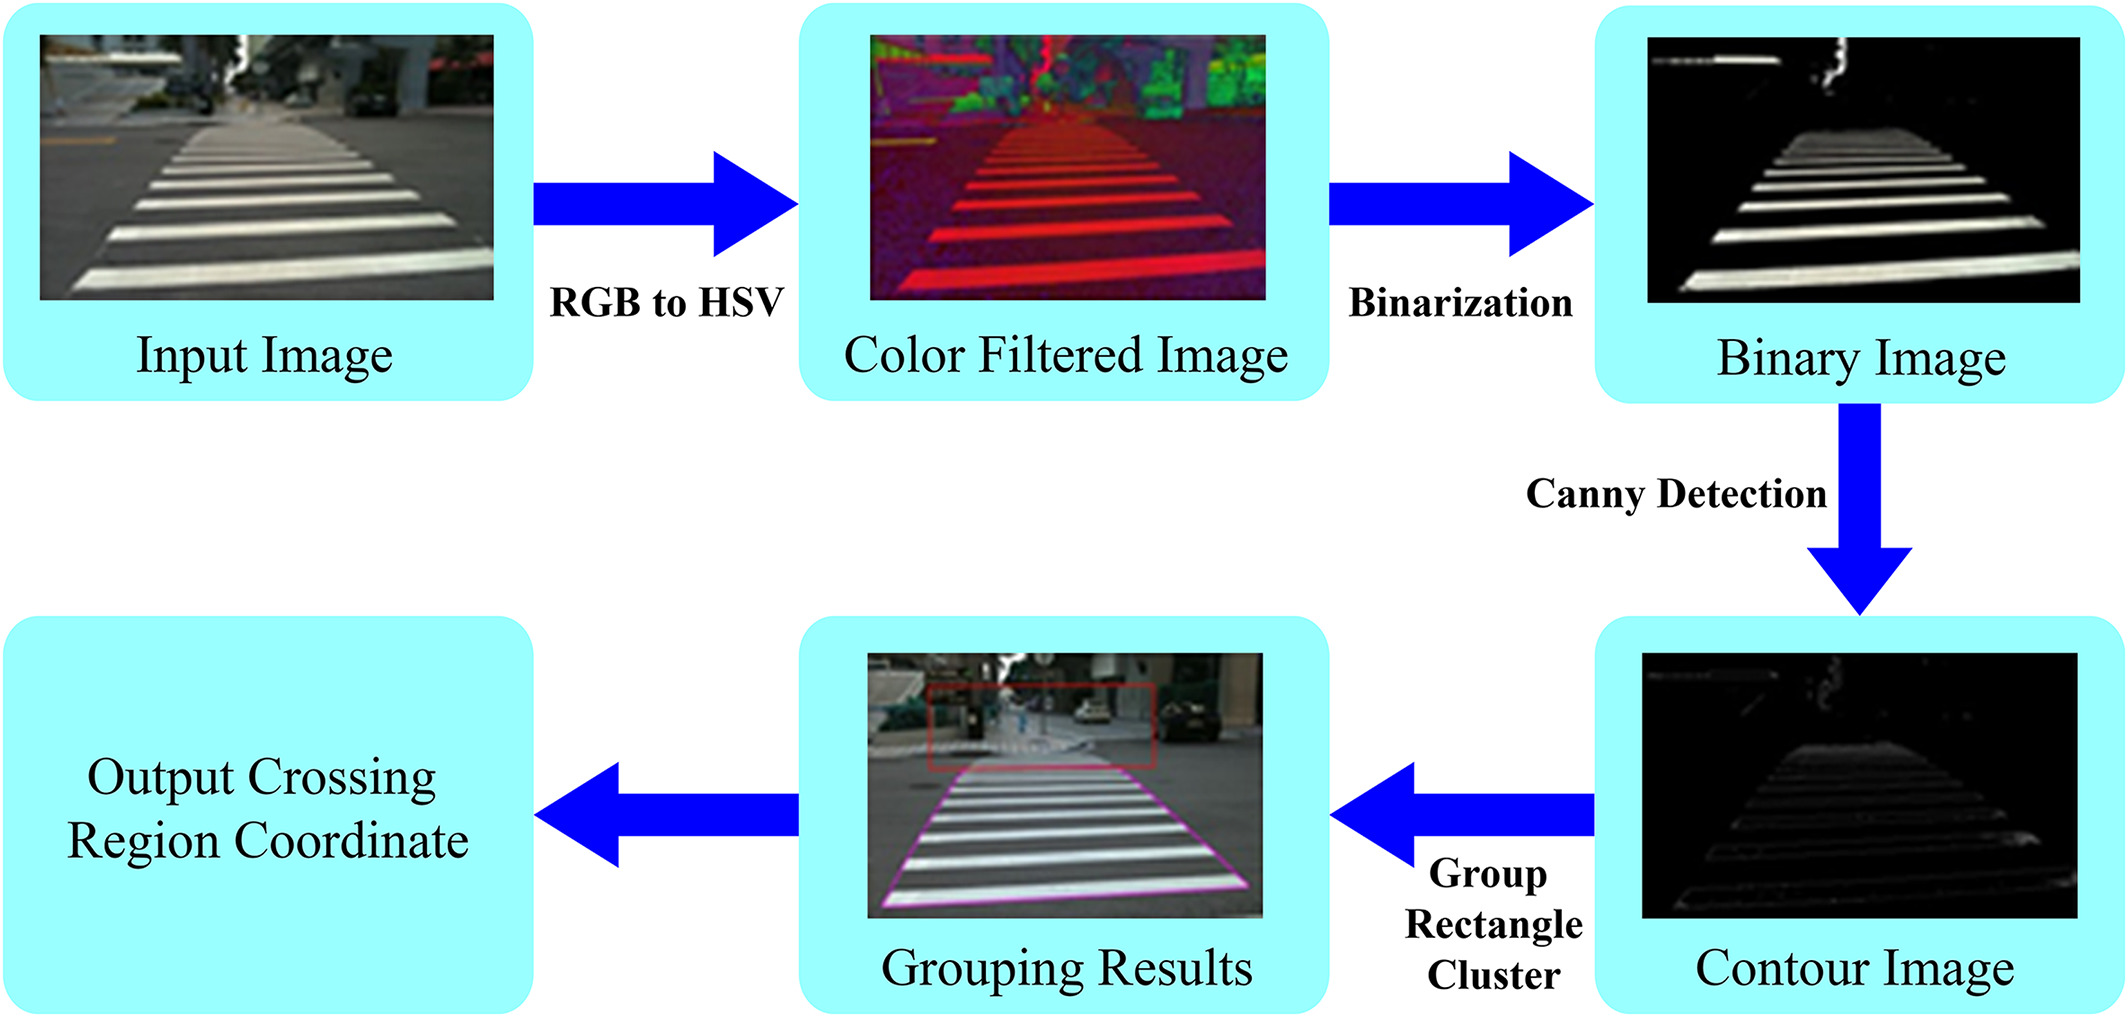 Input Image
RGB to HSV
Color Filtered Image
Binarization
Binary Image
Canny Detection
Contour Image
Group
Rectangle
Cluster
Grouping Results
Output Crossing
Region Coordinate